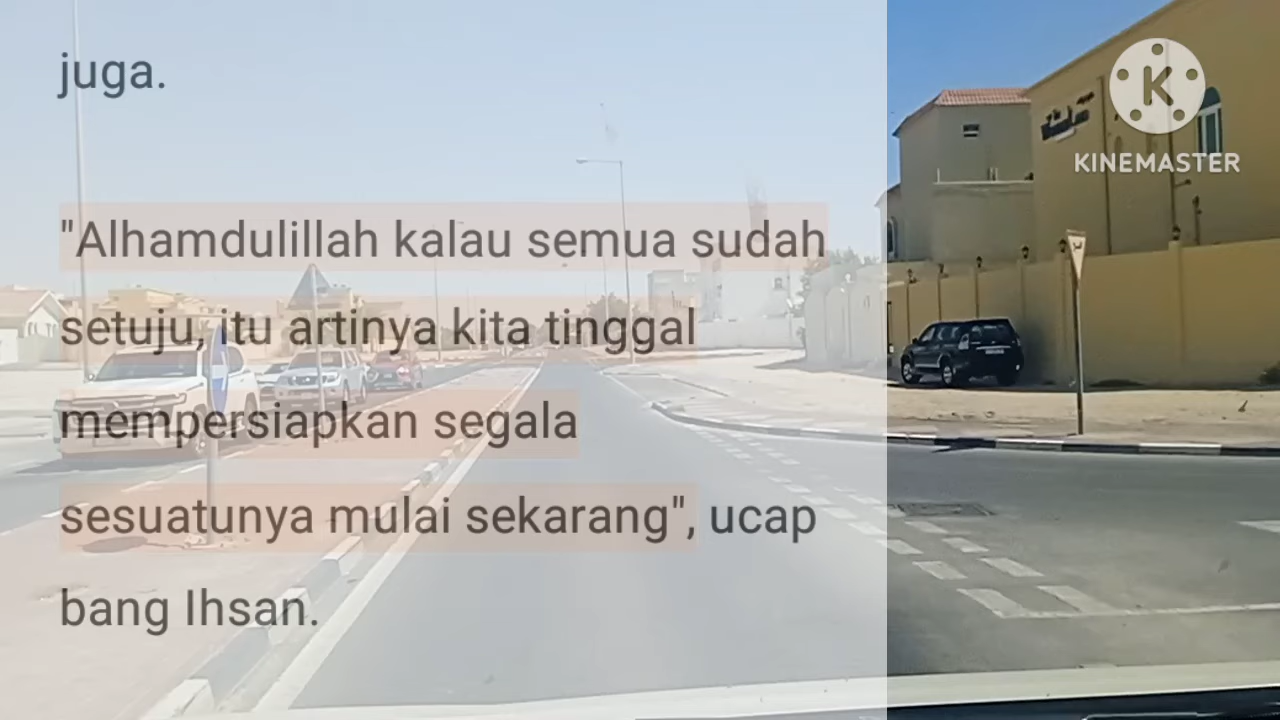 juga.
"Alhamdulillah kalau semua sudah
setuju, itu artinya kita tinggal
mempersiapkan segala
sesuatunya mulai sekarang", ucap
bang Ihsan.
K
KINEMASTER